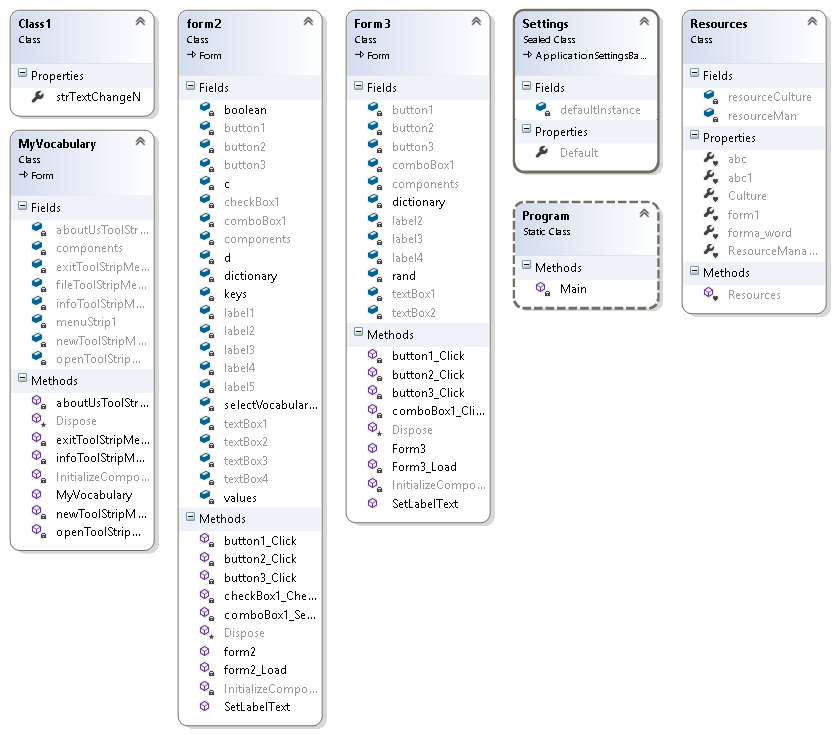 Class1
Class
Properties
strTextChangeN
MyVocabulary
Class
Form
Fields
aboutUsToolStr...
components
exitToolStripMe...
fileToolStripMe...
infoToolStripM...
menuStrip1
newToolStripM...
openToolStrip...
Methods
aboutUsToolStr...
Dispose
exitToolStripMe...
infoToolStripM...
InitializeCompo...
MyVocabulary
newToolStripM...
openToolStrip...
form2
Class
Form
Fields
boolean
button1
button2
button3
c
checkBox1
comboBox1
components
d
dictionary
keys
label1
label2
label3
label4
label5
selectVocabular...
textBox1
textBox2
textBox3
textBox4
values
Methods
button1_Click
button2_Click
button3_Click
checkBox1_Che...
comboBox1_Se...
Dispose
form2
form2_Load
InitializeCompo...
SetLabelText
Form3
Class
Form
Fields
button1
button2
button3
comboBox1
components
dictionary
label2
label3
label4
rand
textBox1
textBox2
Methods
button1_Click
button2_Click
button3_Click
comboBox1_Cli...
Dispose
Form3
Form3_Load
InitializeCompo...
SetLabelText
Settings
Sealed Class
ApplicationSettingsBa...
Fields
defaultInstance
Properties
Default
Program
Static Class
Methods
Main
Resources
Class
Fields
resourceCulture
resourceMan
Properties
abc
abc1
Culture
form1
forma_word
ResourceMana...
Methods
Resources